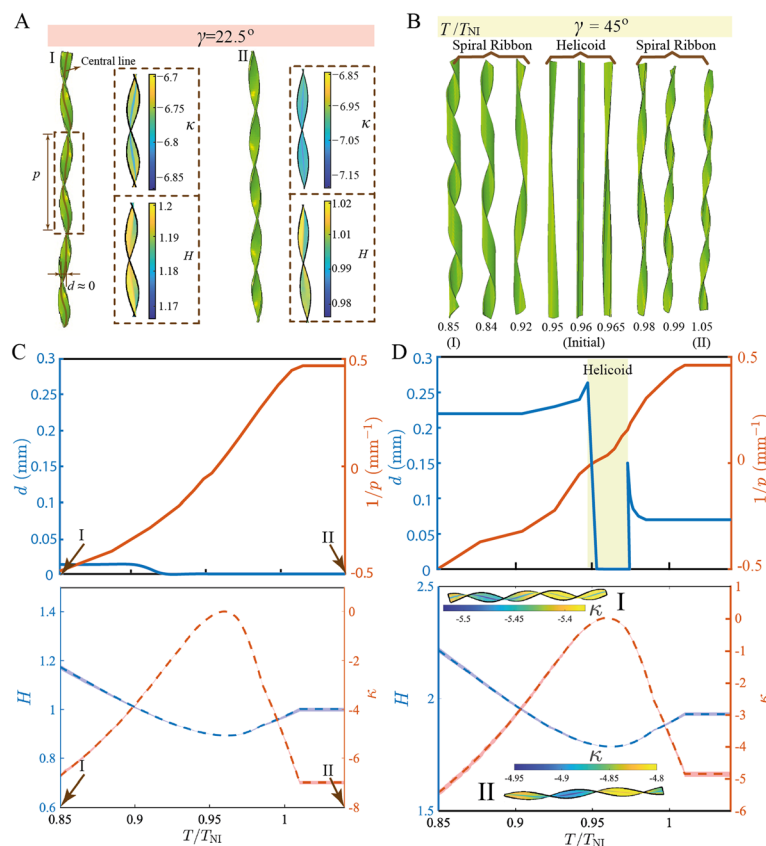 A
γ=22.5°
I
Central line
II
p
d ≈ 0
-6.7
-6.75
κ
-6.8
-6.85
1.2
1.19
H
1.18
1.17
-6.85
-6.95
κ
-7.05
-7.15
1.02
1.01
H
0.99
0.98
B
T/T_NI
γ = 45°
Spiral Ribbon
Helicoid
Spiral Ribbon
0.85 0.84 0.92 0.95 0.96 0.965 0.98 0.99 1.05
(I) (Initial) (II)
C
0.3
0.25
0.2
0.15
0.1
0.05
0
d (mm)
I
II
0.5
0
-0.5
1/p (mm⁻¹)
1.4
1.2
1
0.8
0.6
H
I
II
0
-2
-4
-6
-8
κ
0.85 0.9 0.95 1
T/T_NI
D
Helicoid
0.3
0.25
0.2
0.15
0.1
0.05
0
d (mm)
0.5
0
-0.5
1/p (mm⁻¹)
2.5
2
1.5
H
-5.5 -5.45 -5.4
κ
I
κ
-4.95 -4.9 -4.85 -4.8
II
1
0
-1
-2
-3
-4
-5
-6
κ
0.85 0.9 0.95 1
T/T_NI